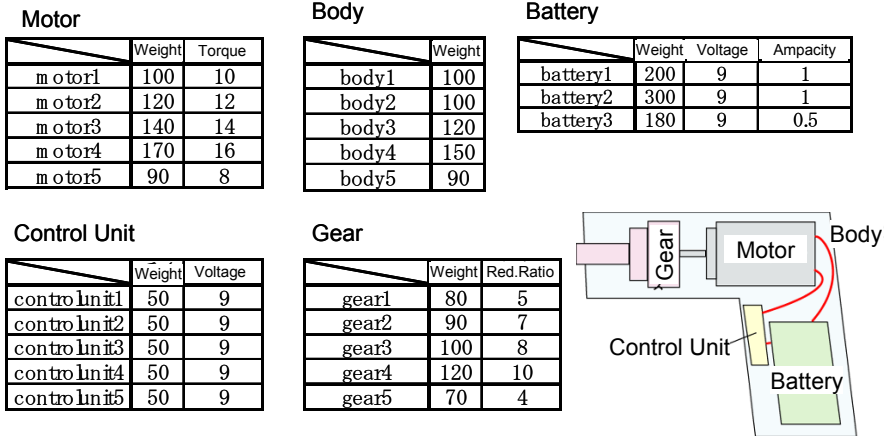 Motor
Weight Torque
motor1 100 10
motor2 120 12
motor3 140 14
motor4 170 16
motor5 90 8
Body
Weight
body1 100
body2 100
body3 120
body4 150
body5 90
Battery
Weight Voltage Ampacity
battery1 200 9 1
battery2 300 9 1
battery3 180 9 0.5
Control Unit
Weight Voltage
controlunit1 50 9
controlunit2 50 9
controlunit3 50 9
controlunit4 50 9
controlunit5 50 9
Gear
Weight Red.Ratio
gear1 80 5
gear2 90 7
gear3 100 8
gear4 120 10
gear5 70 4
Gear
Motor
Body
Control Unit
Battery